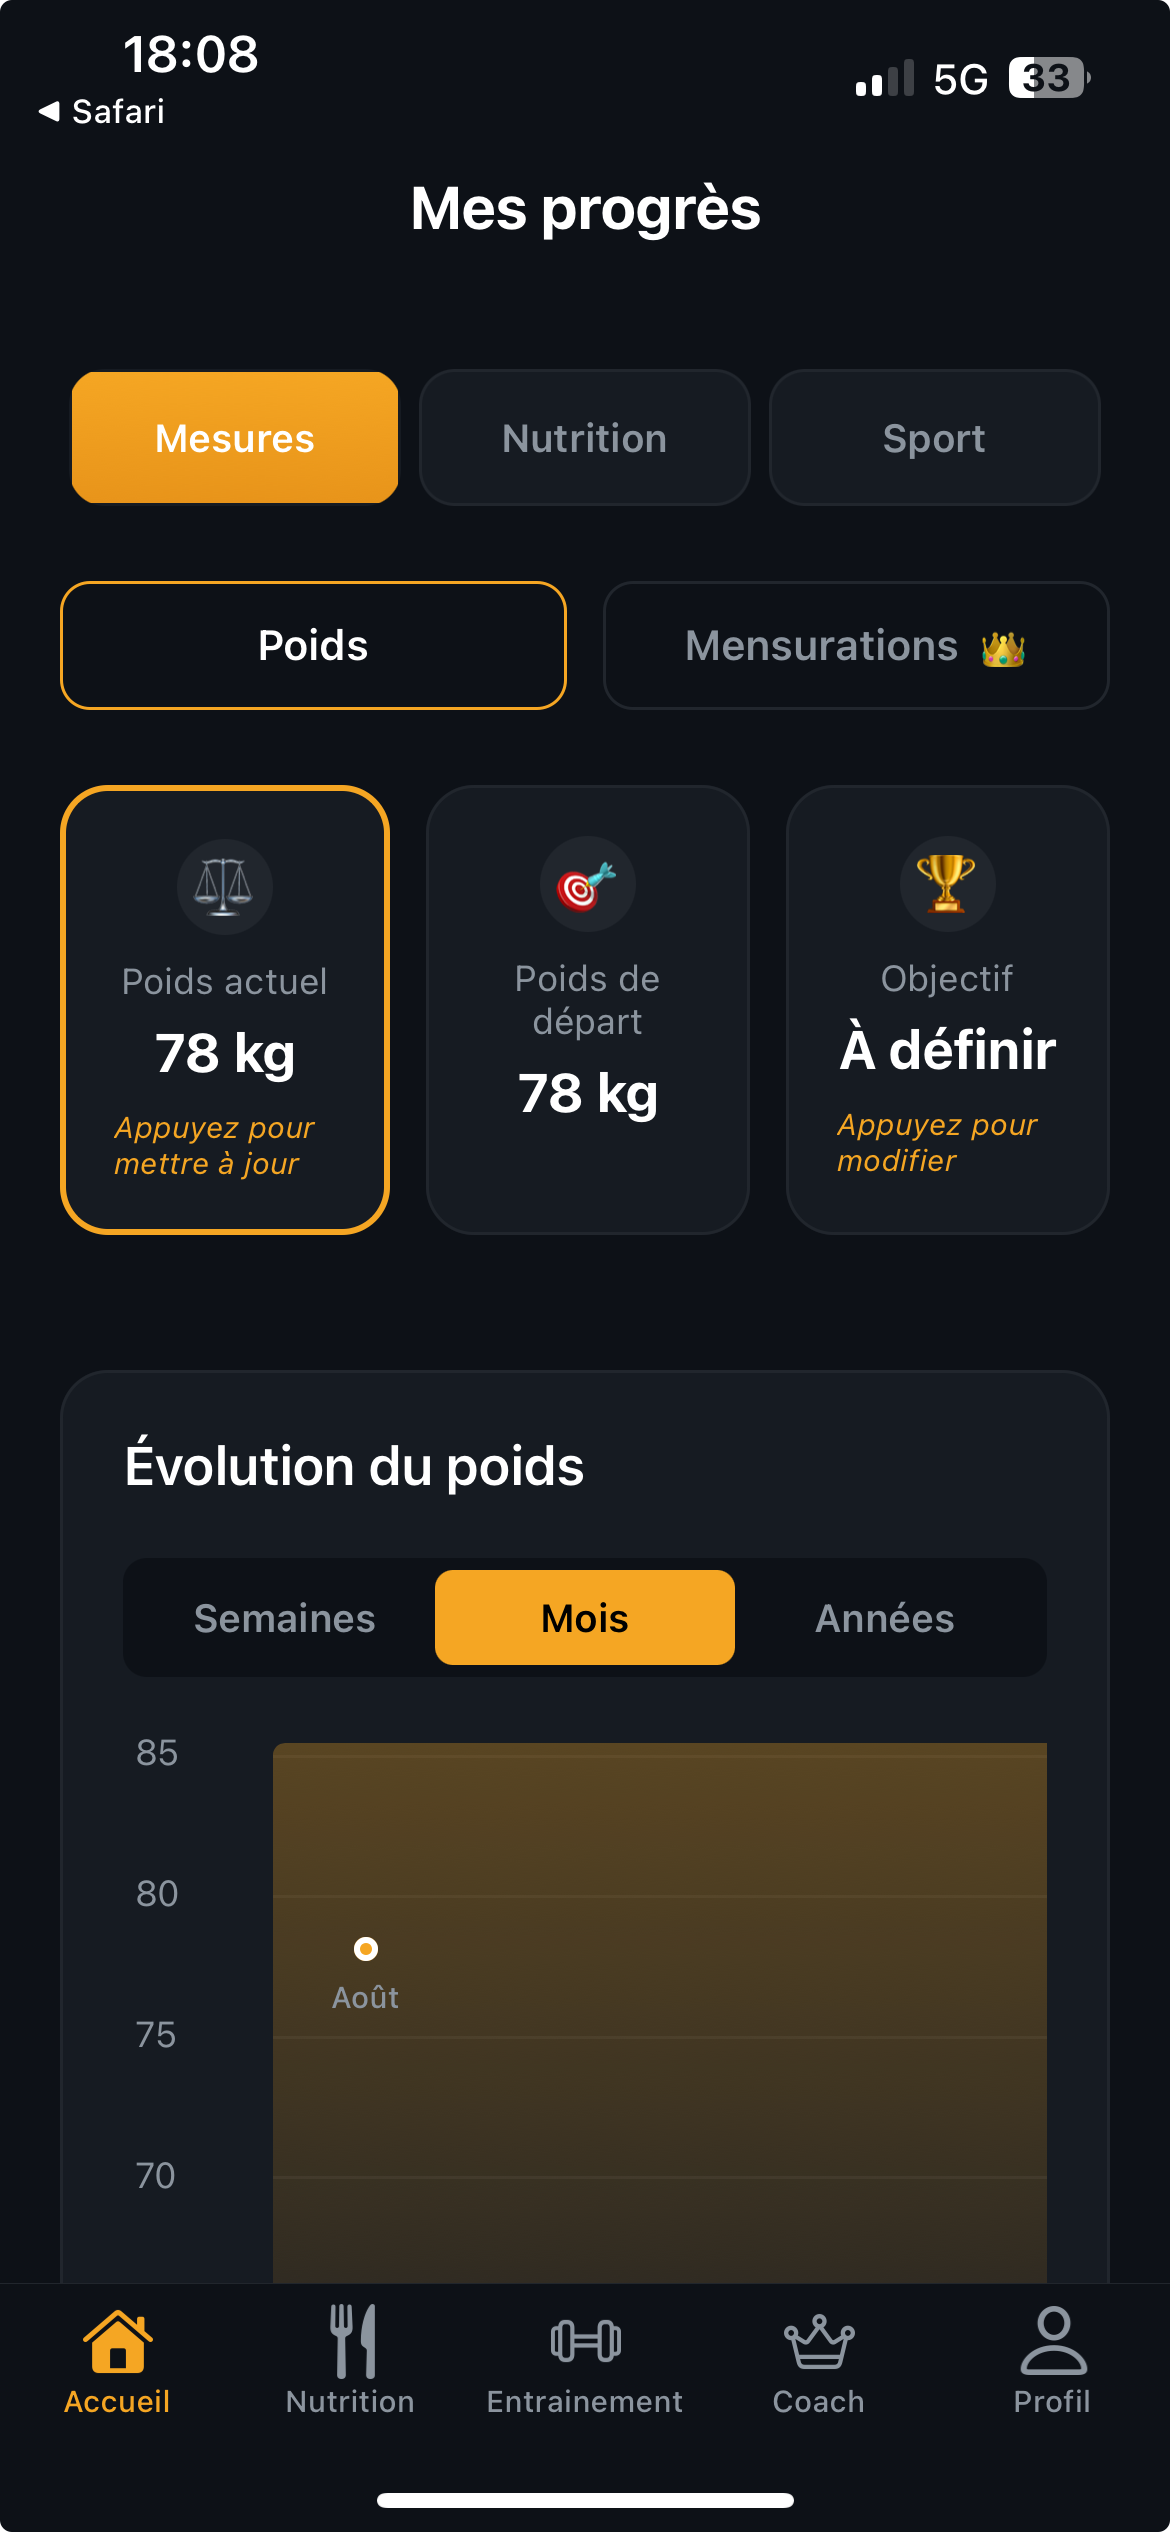 18:08
5G
33
Safari
Mes progrès
Mesures
Nutrition
Sport
Poids
Mensurations
Poids actuel
78 kg
Appuyez pour
mettre à jour
Poids de
départ
78 kg
Objectif
À définir
Appuyez pour
modifier
Évolution du poids
Semaines
Mois
Années
85
80
Août
75
70
Accueil
Nutrition
Entrainement
Coach
Profil